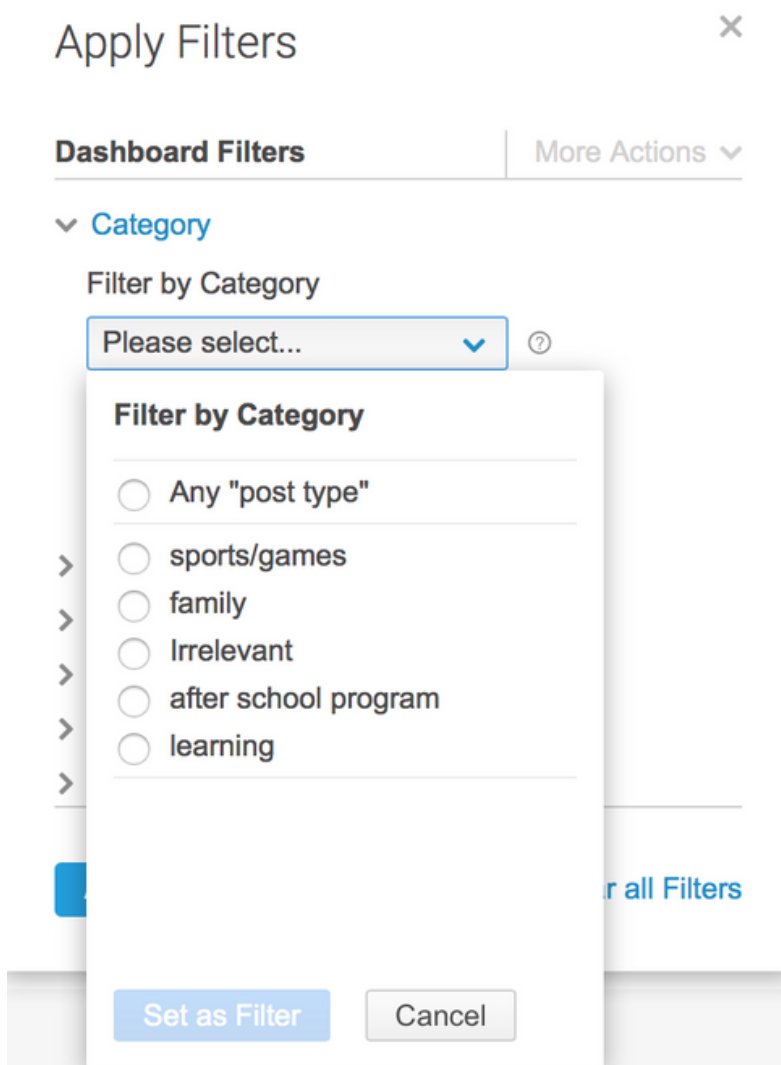 Apply Filters
Dashboard Filters
More Actions
Category
Filter by Category
Please select...
Filter by Category
Any "post type"
sports/games
family
Irrelevant
after school program
learning
all Filters
Set as Filter
Cancel